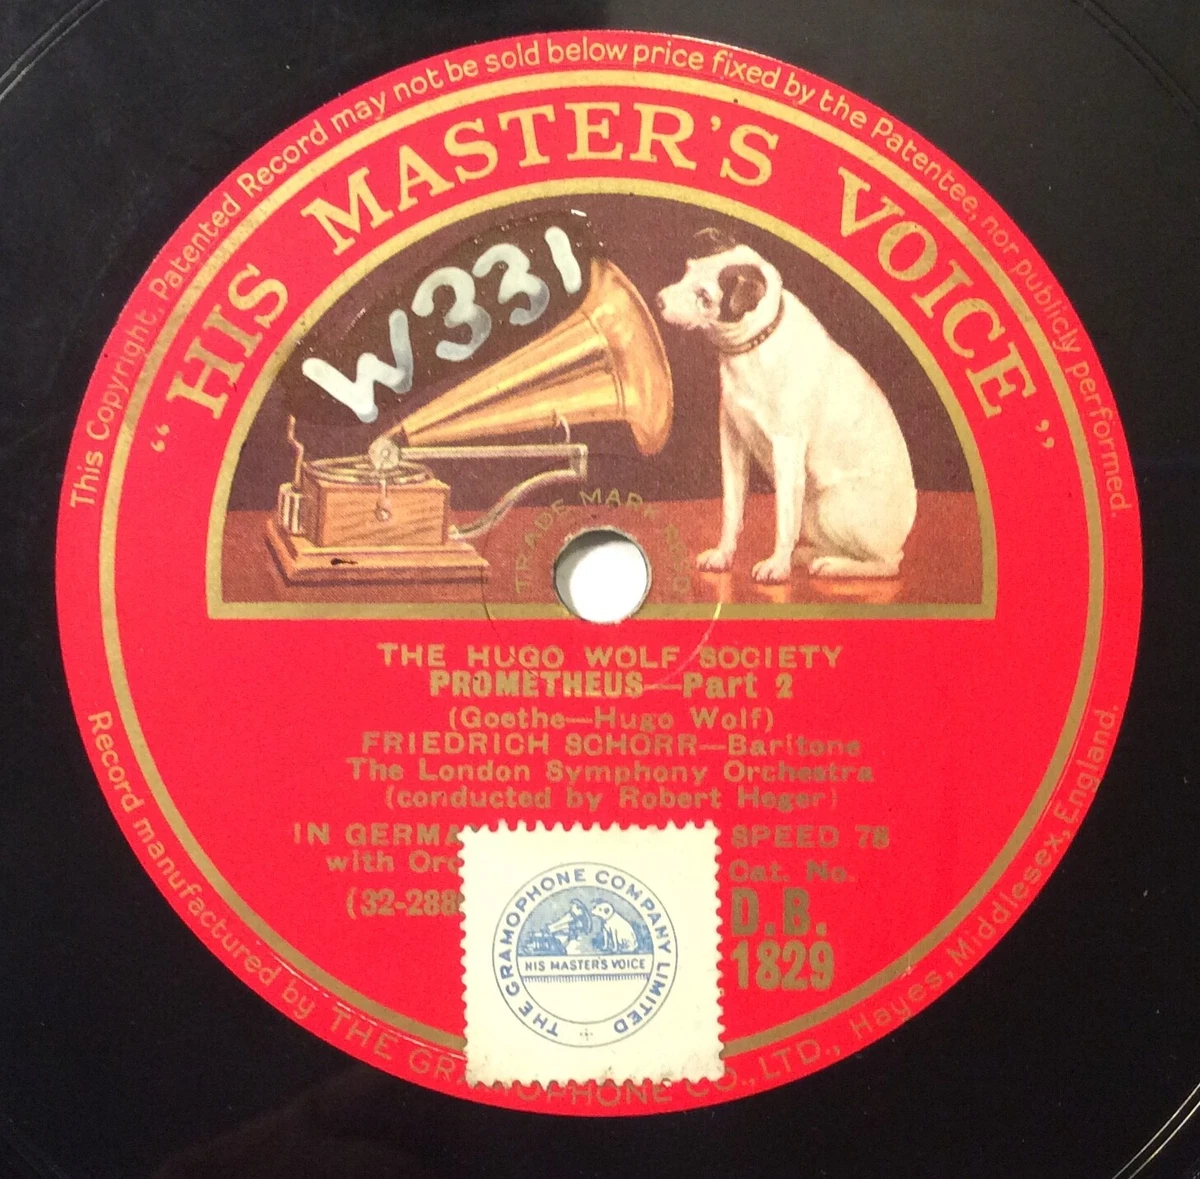 This Copyright, Patented Record may not be sold below price fixed by the Patentee, nor publicly performed.
"HIS MASTER'S VOICE"
W331
TRADE MARK
THE HUGO WOLF SOCIETY
PROMETHEUS—Part 2
(Goethe—Hugo Wolf)
FRIEDRICH SCHORR—Baritone
The London Symphony Orchestra
(conducted by Robert Heger)
IN GERMA
SPEED 78
with Orc
Cat. No.
(32-288
D.B.
1829
THE GRAMOPHONE COMPANY LIMITED
HIS MASTER'S VOICE
Record manufactured by THE GRAMOPHONE CO., LTD., Hayes, Middlesex, England.